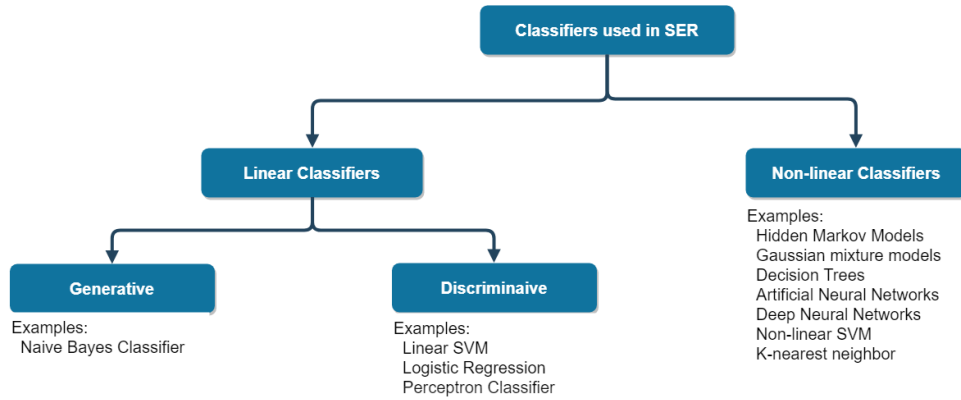 Classifiers used in SER
Linear Classifiers
Non-linear Classifiers
Examples:
Hidden Markov Models
Gaussian mixture models
Decision Trees
Artificial Neural Networks
Deep Neural Networks
Non-linear SVM
K-nearest neighbor
Generative
Examples:
Naive Bayes Classifier
Discriminaive
Examples:
Linear SVM
Logistic Regression
Perceptron Classifier